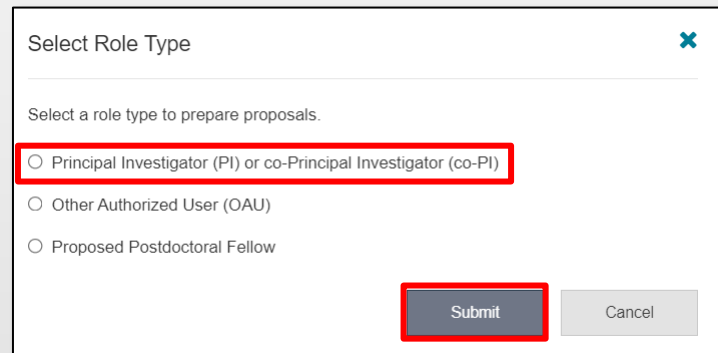 Select Role Type
Select a role type to prepare proposals.
Principal Investigator (PI) or co-Principal Investigator (co-PI)
Other Authorized User (OAU)
Proposed Postdoctoral Fellow
Submit
Cancel